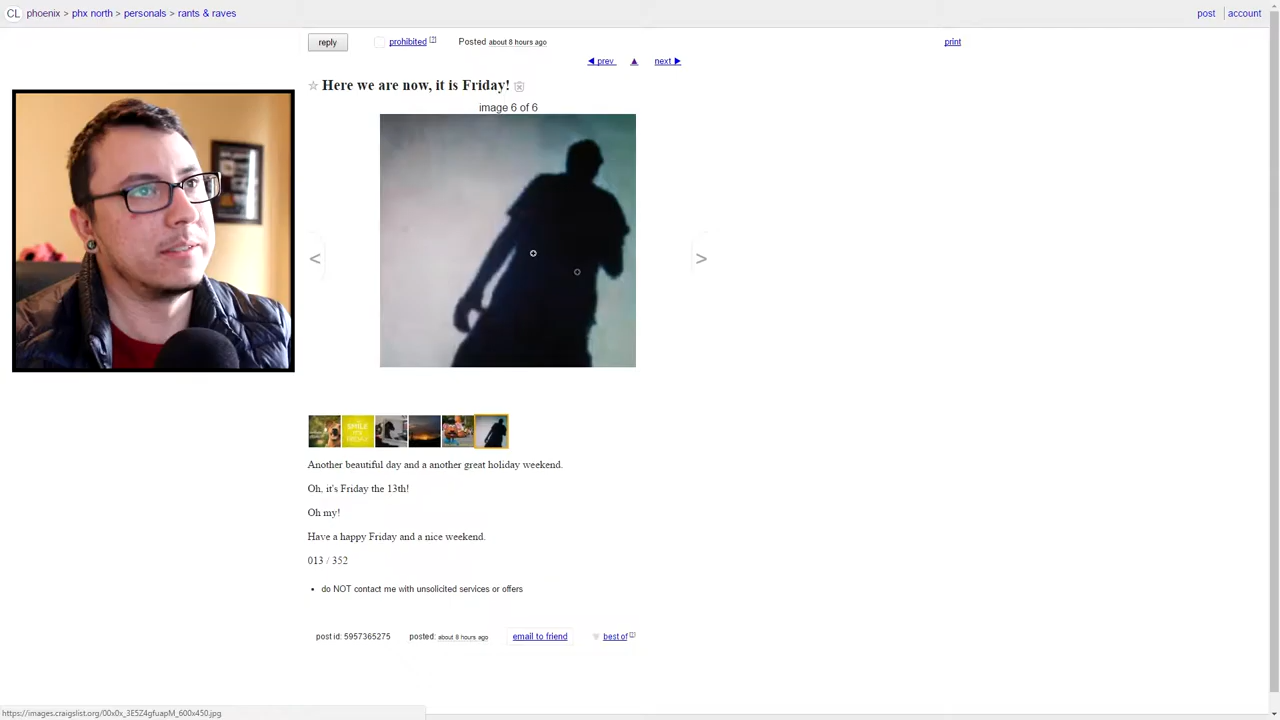 CL phoenix > phx north > personals > rants & raves post account
reply prohibited [?] Posted about 8 hours ago print
◀ prev ▲ next ▶
☆ Here we are now, it is Friday!
image 6 of 6
< >
SMILE
IT'S
FRIDAY
Another beautiful day and a another great holiday weekend.
Oh, it's Friday the 13th!
Oh my!
Have a happy Friday and a nice weekend.
013 / 352
• do NOT contact me with unsolicited services or offers
post id: 5957365275 posted: about 8 hours ago email to friend best of [?]
https://images.craigslist.org/00x0x_3E5Z4gfuapM_600x450.jpg